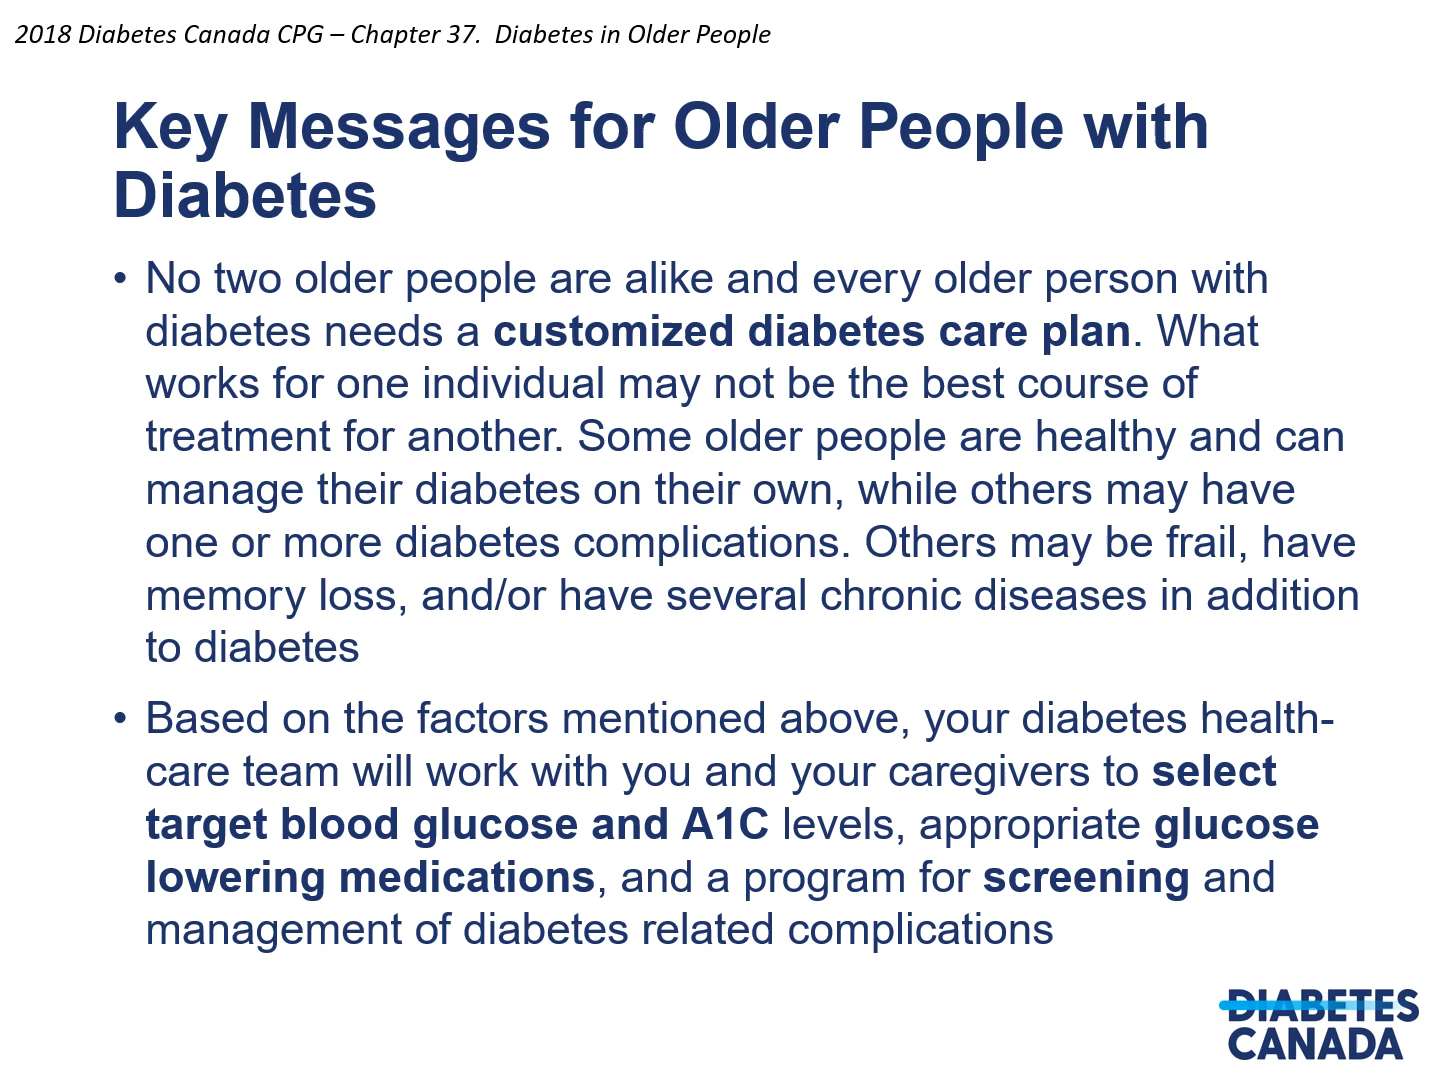 2018 Diabetes Canada CPG – Chapter 37.  Diabetes in Older People
Key Messages for Older People with
Diabetes
• No two older people are alike and every older person with
diabetes needs a customized diabetes care plan. What
works for one individual may not be the best course of
treatment for another. Some older people are healthy and can
manage their diabetes on their own, while others may have
one or more diabetes complications. Others may be frail, have
memory loss, and/or have several chronic diseases in addition
to diabetes
• Based on the factors mentioned above, your diabetes health-
care team will work with you and your caregivers to select
target blood glucose and A1C levels, appropriate glucose
lowering medications, and a program for screening and
management of diabetes related complications
DIABETES
CANADA